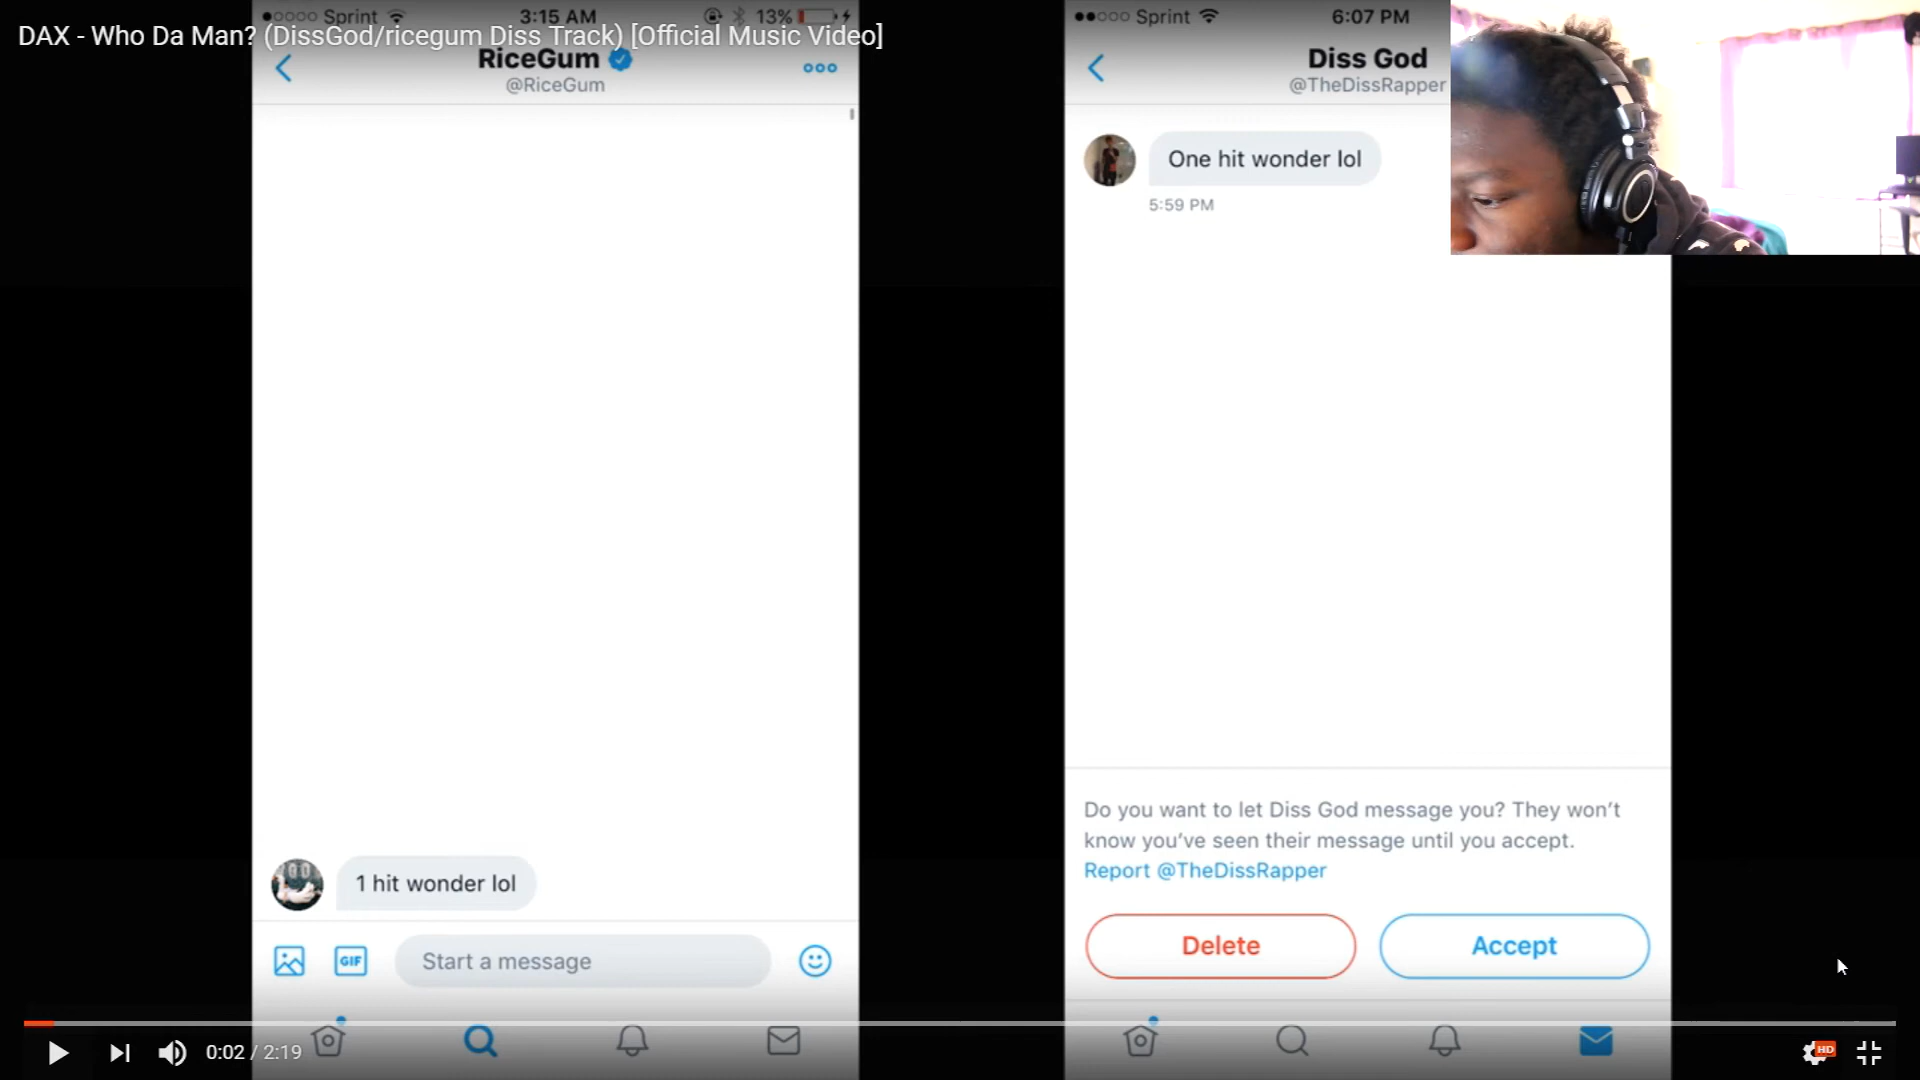 DAX - Who Da Man? (DissGod/ricegum Diss Track) [Official Music Video]
Sprint 3:15 AM 13%
RiceGum
@RiceGum
1 hit wonder lol
GIF Start a message
Sprint 6:07 PM
Diss God
@TheDissRapper
One hit wonder lol
5:59 PM
Do you want to let Diss God message you? They won't
know you've seen their message until you accept.
Report @TheDissRapper
Delete Accept
0:02 / 2:19 HD